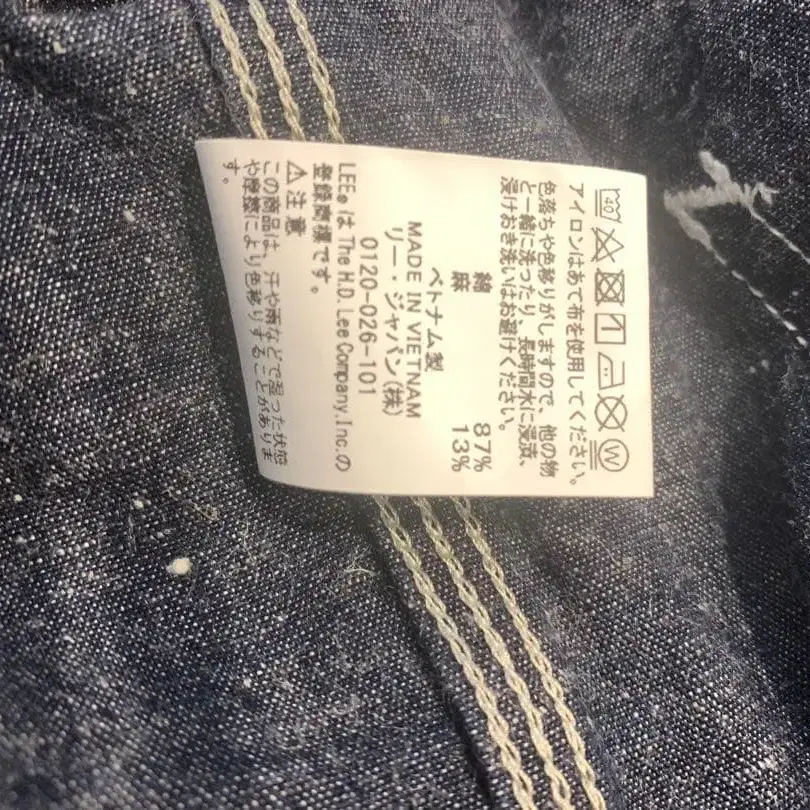 40 W
アイロンはあて布を使用してください。
色落ちや色移りがしますので、他の物
と一緒に洗ったり、長時間水に浸漬、
浸けおき洗いはお避けください。
綿 87%
麻 13%
ベトナム製
MADE IN VIETNAM
リー・ジャパン(株)
0120-026-101
LEE®は The H.D. Lee Company, Inc.の
登録商標です。
⚠注意
この商品は、汗や雨などで湿った状態
や摩擦により色移りすることがありま
す。